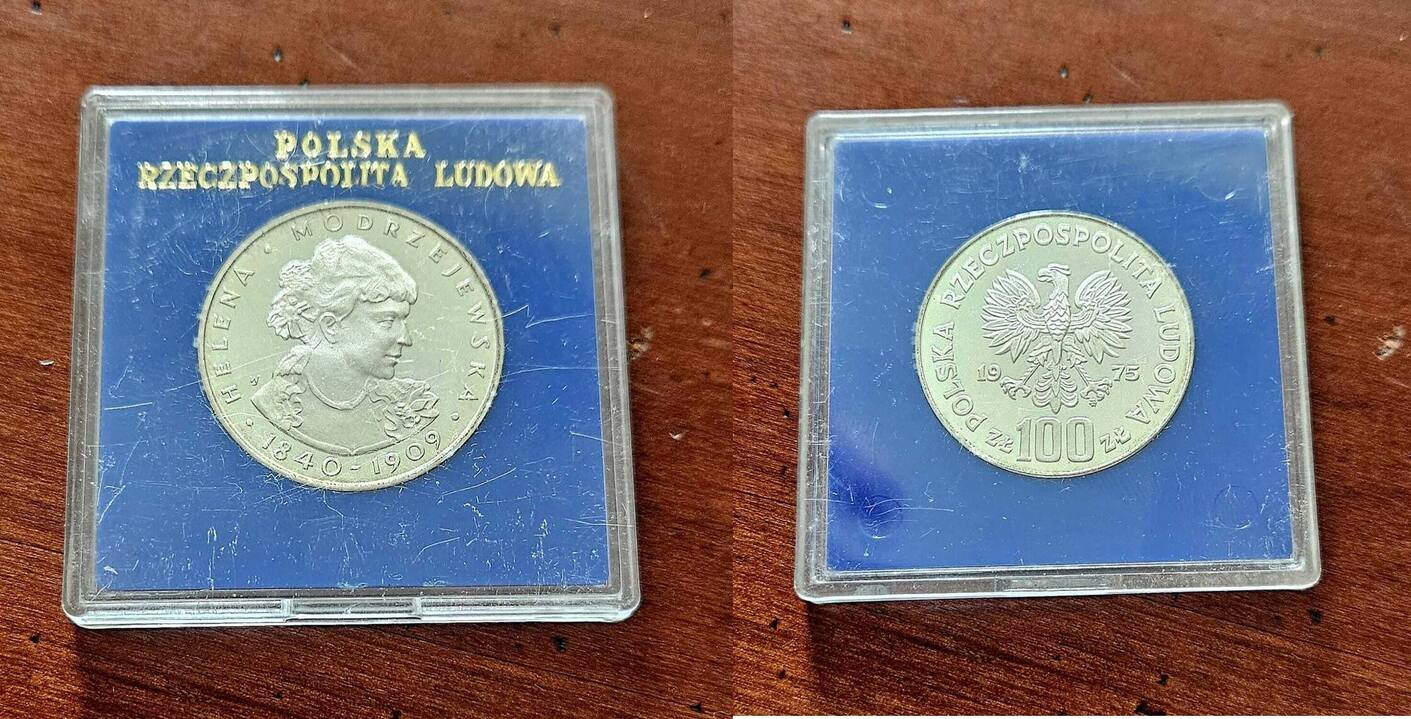 POLSKA
RZECZPOSPOLITA LUDOWA
HELENA · MODRZEJEWSKA ·
· 1840-1909
POLSKA RZECZPOSPOLITA LUDOWA
19 75
ZŁ 100 ZŁ